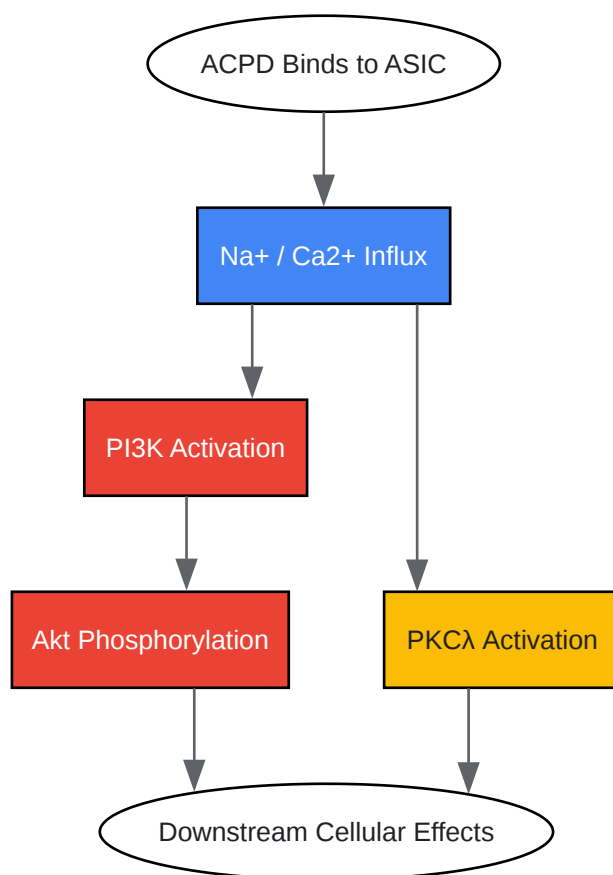 ACPD Binds to ASIC
Na+ / Ca2+ Influx
PI3K Activation
Akt Phosphorylation
PKCλ Activation
Downstream Cellular Effects